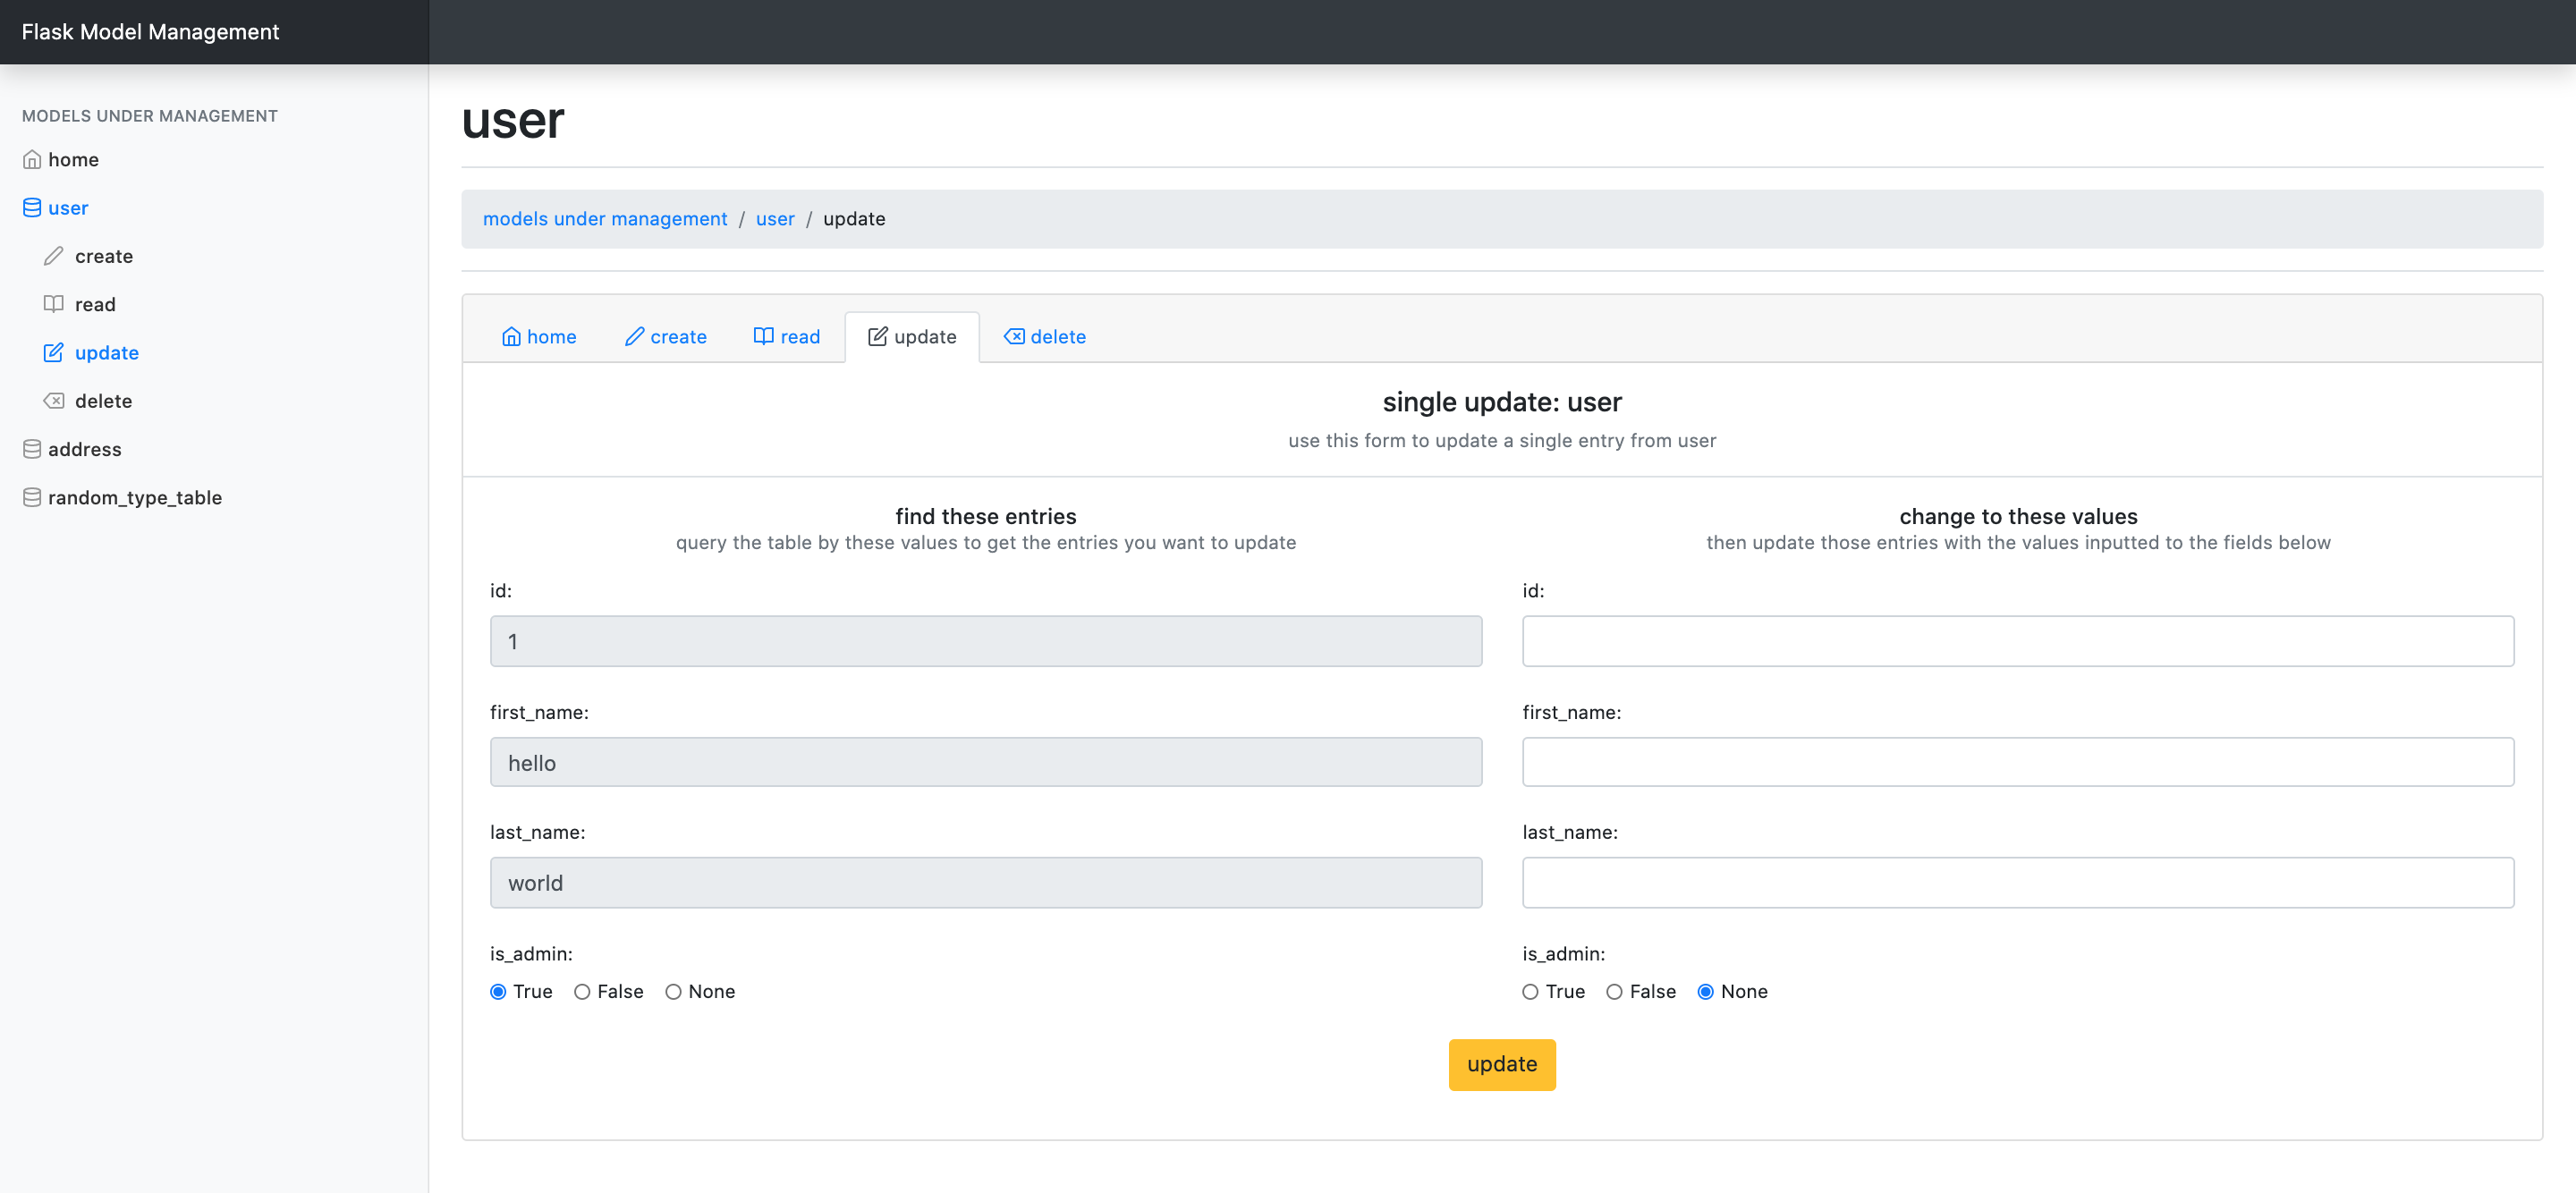 Flask Model Management
MODELS UNDER MANAGEMENT
home
user
create
read
update
delete
address
random_type_table
user
models under management / user / update
home create read update delete
single update: user
use this form to update a single entry from user
find these entries
query the table by these values to get the entries you want to update
id:
1
first_name:
hello
last_name:
world
is_admin:
True False None
change to these values
then update those entries with the values inputted to the fields below
id:
first_name:
last_name:
is_admin:
True False None
update